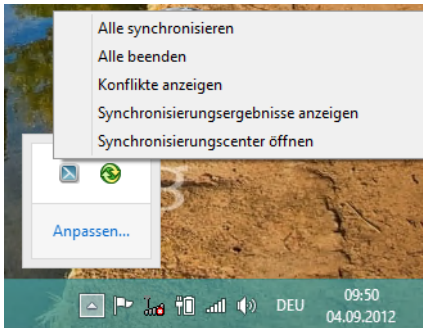 Alle synchronisieren
Alle beenden
Konflikte anzeigen
Synchronisierungsergebnisse anzeigen
Synchronisierungscenter öffnen
Anpassen...
DEU
09:50
04.09.2012